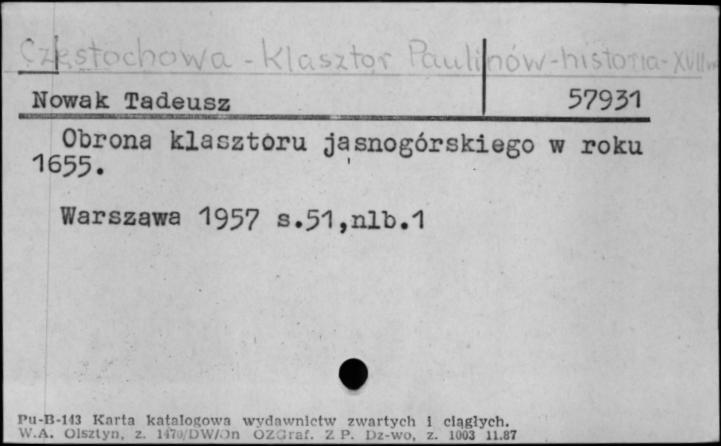 Częstochowa - Klasztor Paulinów - historia - XVII w
Nowak Tadeusz 57931
Obrona klasztoru jasnogórskiego w roku
1655.
Warszawa 1957 s.51,nlb.1
Pu-B-143 Karta katalogowa wydawnictw zwartych i ciągłych.
W.A. Olsztyn, z. 1470/DW/On OZGraf. Z P. Dz-wo, z. 1003 11.87